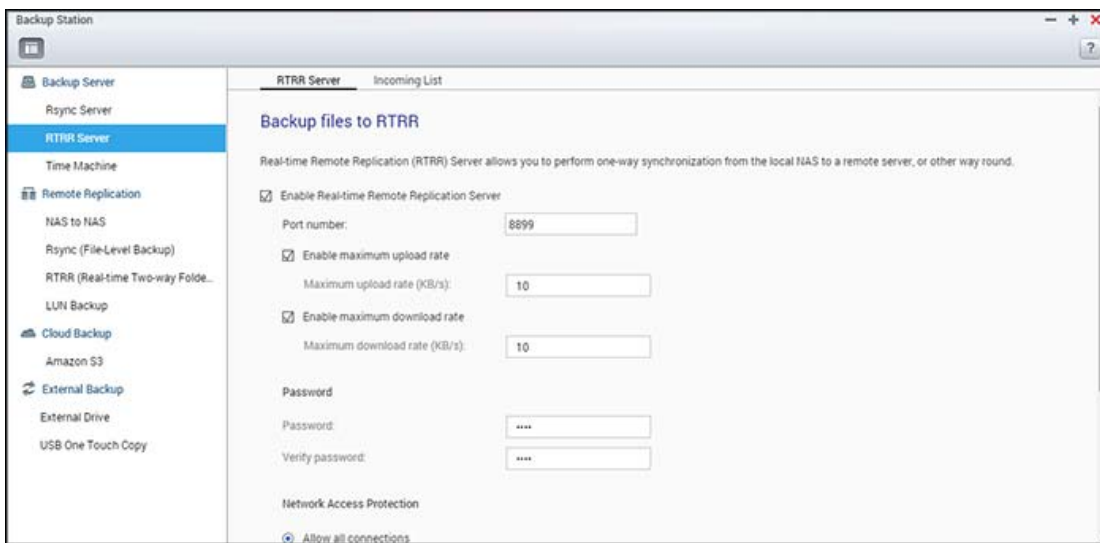 Backup Station
?
Backup Server
Rsync Server
RTRR Server
Time Machine
Remote Replication
NAS to NAS
Rsync (File-Level Backup)
RTRR (Real-time Two-way Folde...
LUN Backup
Cloud Backup
Amazon S3
External Backup
External Drive
USB One Touch Copy
RTRR Server Incoming List
Backup files to RTRR
Real-time Remote Replication (RTRR) Server allows you to perform one-way synchronization from the local NAS to a remote server, or other way round.
Enable Real-time Remote Replication Server
Port number: 8899
Enable maximum upload rate
Maximum upload rate (KB/s): 10
Enable maximum download rate
Maximum download rate (KB/s): 10
Password
Password: ••••
Verify password: ••••
Network Access Protection
Allow all connections